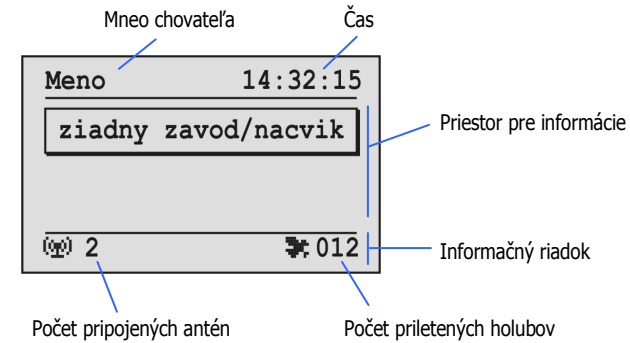 Mneo chovateľa
Čas
Meno 14:32:15
ziadny zavod/nacvik
Priestor pre informácie
2 012
Informačný riadok
Počet pripojených antén
Počet priletených holubov